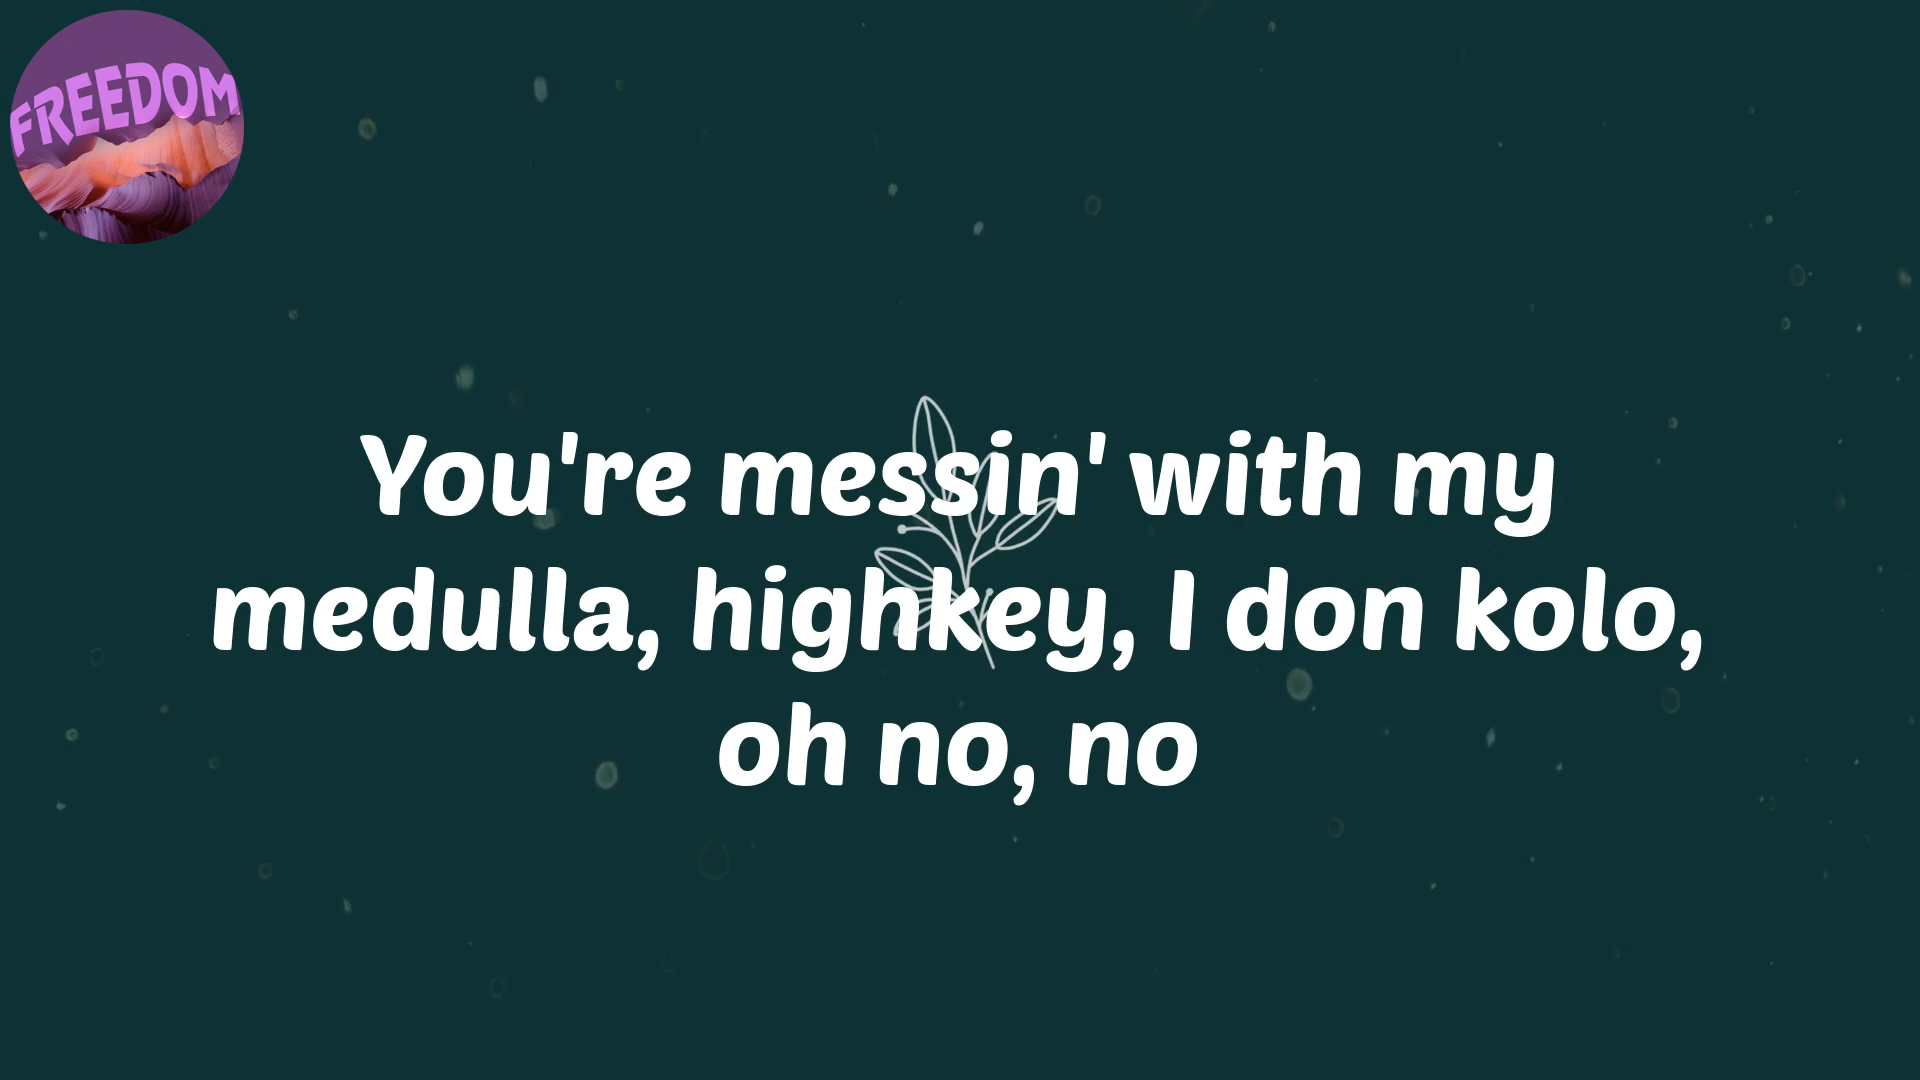 FREEDOM
You're messin' with my
medulla, highkey, I don kolo,
oh no, no